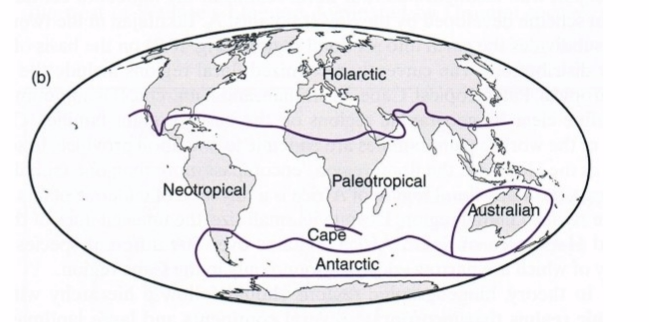 (b)
Holarctic
Neotropical
Paleotropical
Australian
Cape
Antarctic